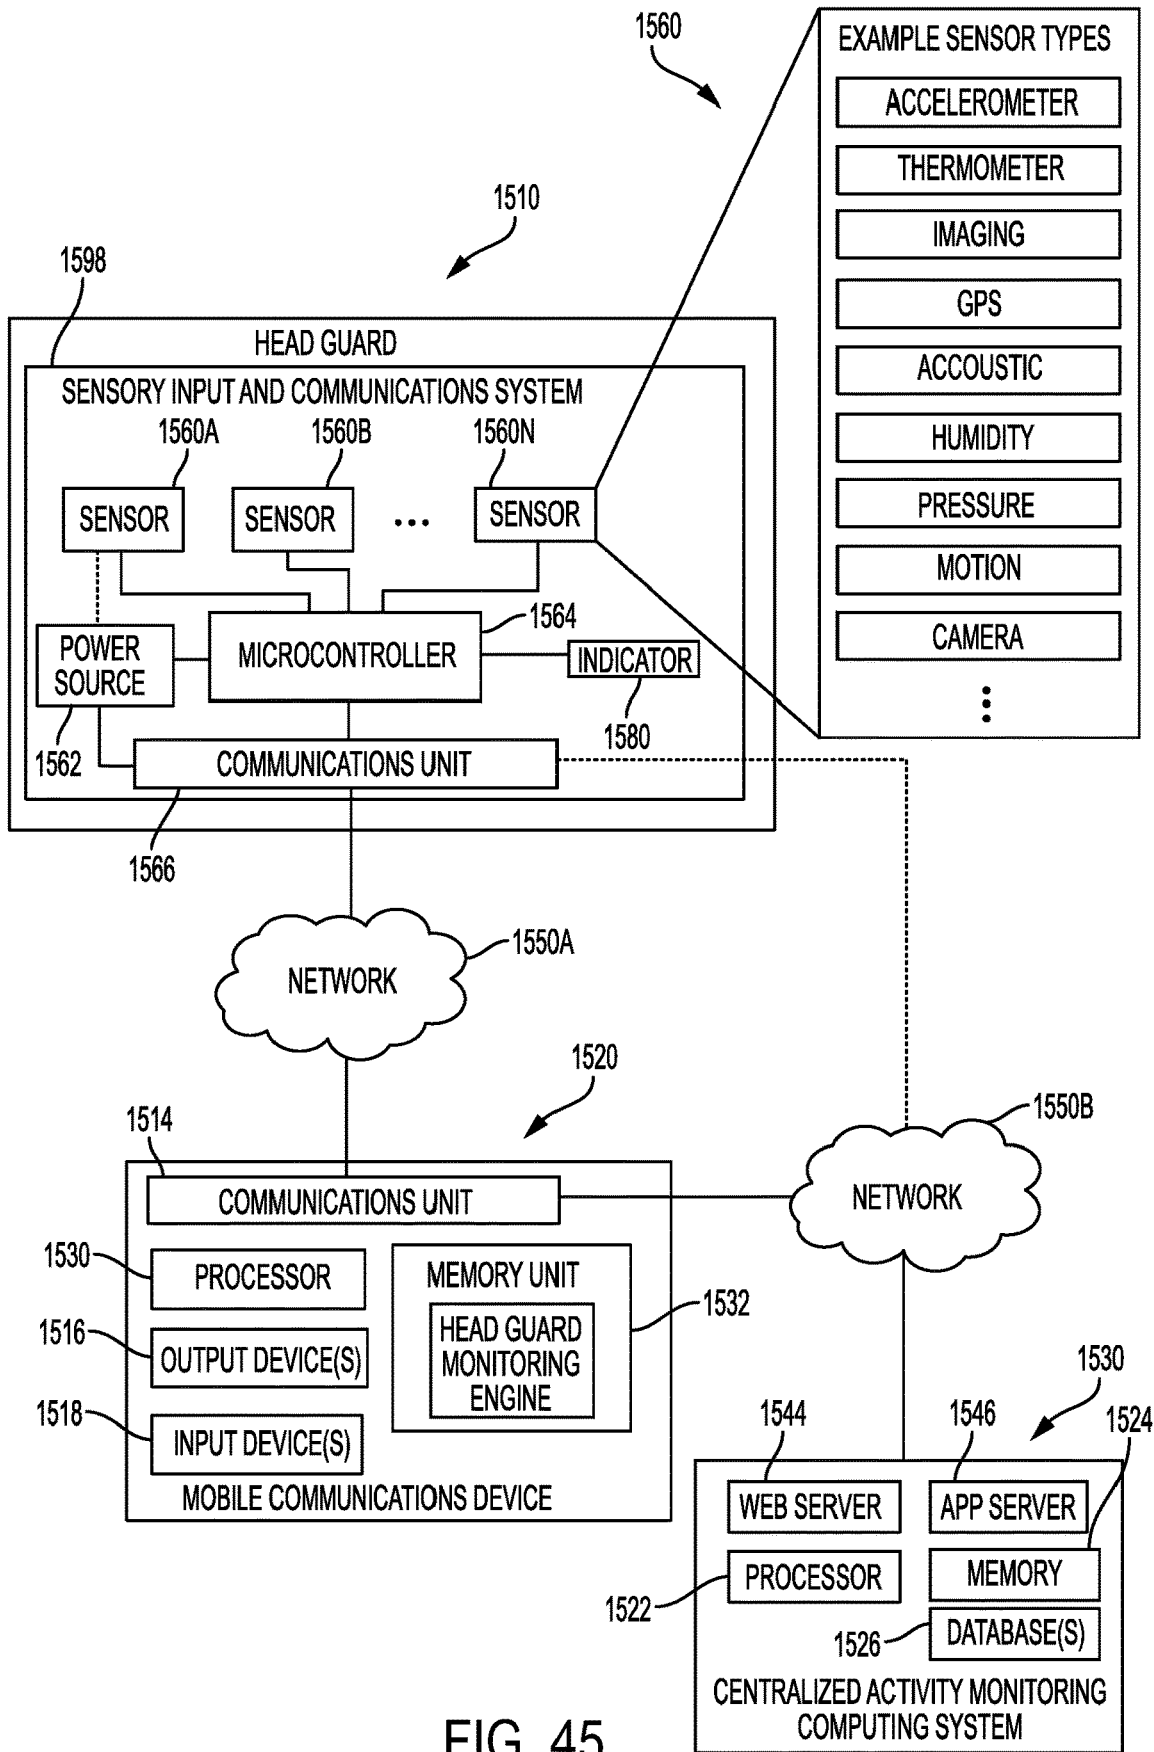 1560
EXAMPLE SENSOR TYPES
ACCELEROMETER
THERMOMETER
IMAGING
GPS
ACCOUSTIC
HUMIDITY
PRESSURE
MOTION
CAMERA
1510
1598
HEAD GUARD
SENSORY INPUT AND COMMUNICATIONS SYSTEM
1560A
1560B
1560N
SENSOR
SENSOR
...
SENSOR
1564
POWER
SOURCE
MICROCONTROLLER
INDICATOR
1562
1580
COMMUNICATIONS UNIT
1566
1550A
NETWORK
1520
1514
1550B
COMMUNICATIONS UNIT
NETWORK
1530
PROCESSOR
MEMORY UNIT
1532
HEAD GUARD
MONITORING
ENGINE
1516
OUTPUT DEVICE(S)
1518
INPUT DEVICE(S)
MOBILE COMMUNICATIONS DEVICE
1530
1544
1546
1524
WEB SERVER
APP SERVER
PROCESSOR
MEMORY
1522
1526
DATABASE(S)
CENTRALIZED ACTIVITY MONITORING
COMPUTING SYSTEM
FIG. 45